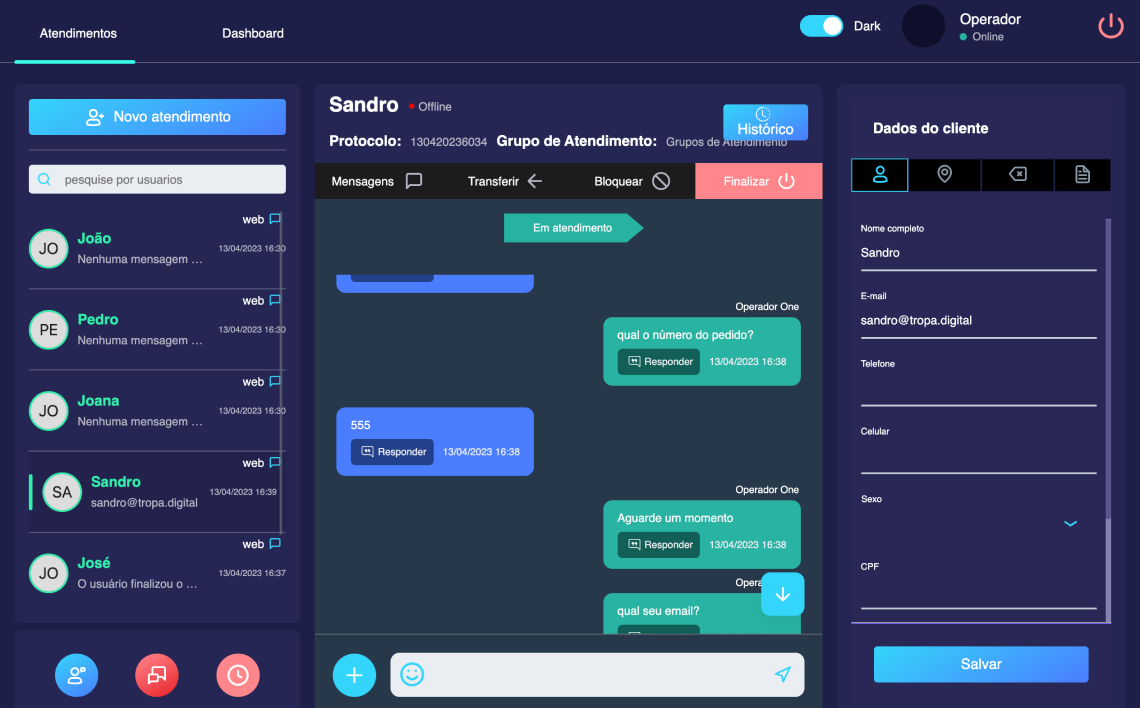 Atendimentos
Dashboard
Dark
Operador
Online
Novo atendimento
pesquise por usuarios
web
JO
João
13/04/2023 16:30
Nenhuma mensagem ...
web
PE
Pedro
13/04/2023 16:30
Nenhuma mensagem ...
web
JO
Joana
13/04/2023 16:30
Nenhuma mensagem ...
web
SA
Sandro
13/04/2023 16:39
sandro@tropa.digital
web
JO
José
13/04/2023 16:37
O usuário finalizou o ...
Sandro
Offline
Histórico
Protocolo: 130420236034 Grupo de Atendimento: Grupos de Atendimento
Mensagens
Transferir
Bloquear
Finalizar
Em atendimento
Operador One
qual o número do pedido?
Responder
13/04/2023 16:38
555
Responder
13/04/2023 16:38
Operador One
Aguarde um momento
Responder
13/04/2023 16:38
qual seu email?
Dados do cliente
Nome completo
Sandro
E-mail
sandro@tropa.digital
Telefone
Celular
Sexo
CPF
Salvar